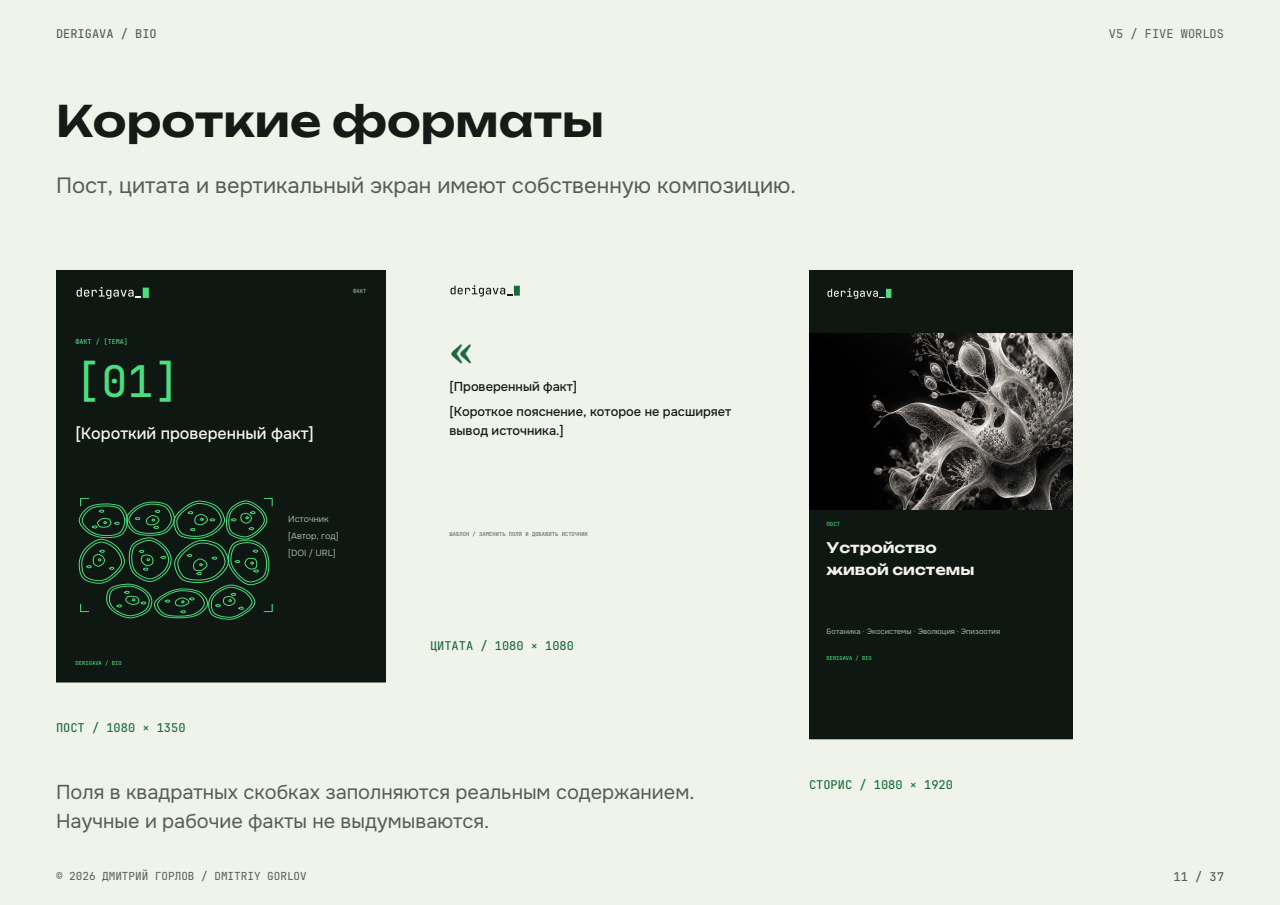 DERIGAVA / BIO
V5 / FIVE WORLDS
Короткие форматы
Пост, цитата и вертикальный экран имеют собственную композицию.
derigava_
ФАКТ
ФАКТ / [ТЕМА]
[01]
[Короткий проверенный факт]
Источник
[Автор, год]
[DOI / URL]
DERIGAVA / BIO
ПОСТ / 1080 × 1350
derigava_
«
[Проверенный факт]
[Короткое пояснение, которое не расширяет
вывод источника.]
ШАБЛОН / ЗАМЕНИТЬ ПОЛЯ И ДОБАВИТЬ ИСТОЧНИК
ЦИТАТА / 1080 × 1080
derigava_
ПОСТ
Устройство
живой системы
Ботаника · Экосистемы · Эволюция · Эпизоотия
DERIGAVA / BIO
СТОРИС / 1080 × 1920
Поля в квадратных скобках заполняются реальным содержанием.
Научные и рабочие факты не выдумываются.
© 2026 ДМИТРИЙ ГОРЛОВ / DMITRIY GORLOV
11 / 37